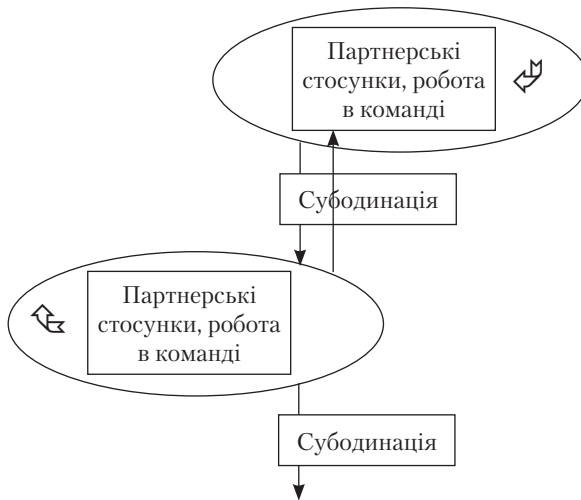 Партнерські
стосунки, робота
в команді
Субодинація
Партнерські
стосунки, робота
в команді
Субодинація